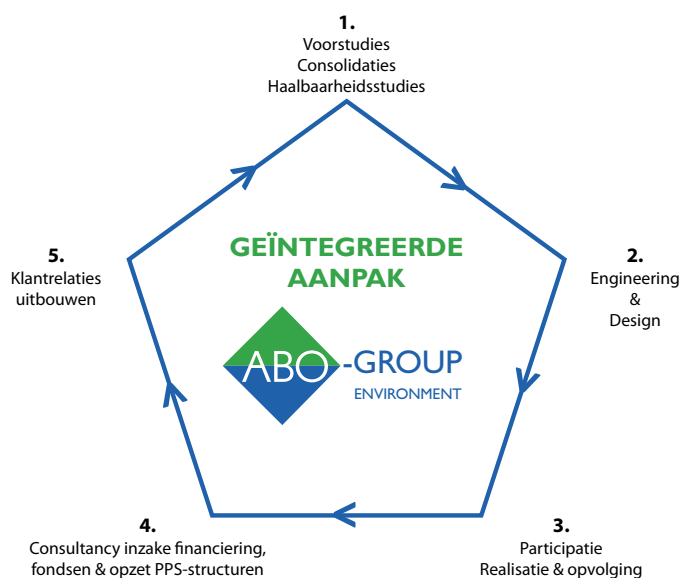 1.
Voorstudies
Consolidaties
Haalbaarheidsstudies
GEÏNTEGREERDE
AANPAK
ABO-GROUP
ENVIRONMENT
2.
Engineering
&
Design
3.
Participatie
Realisatie & opvolging
4.
Consultancy inzake financiering,
fondsen & opzet PPS-structuren
5.
Klantrelaties
uitbouwen